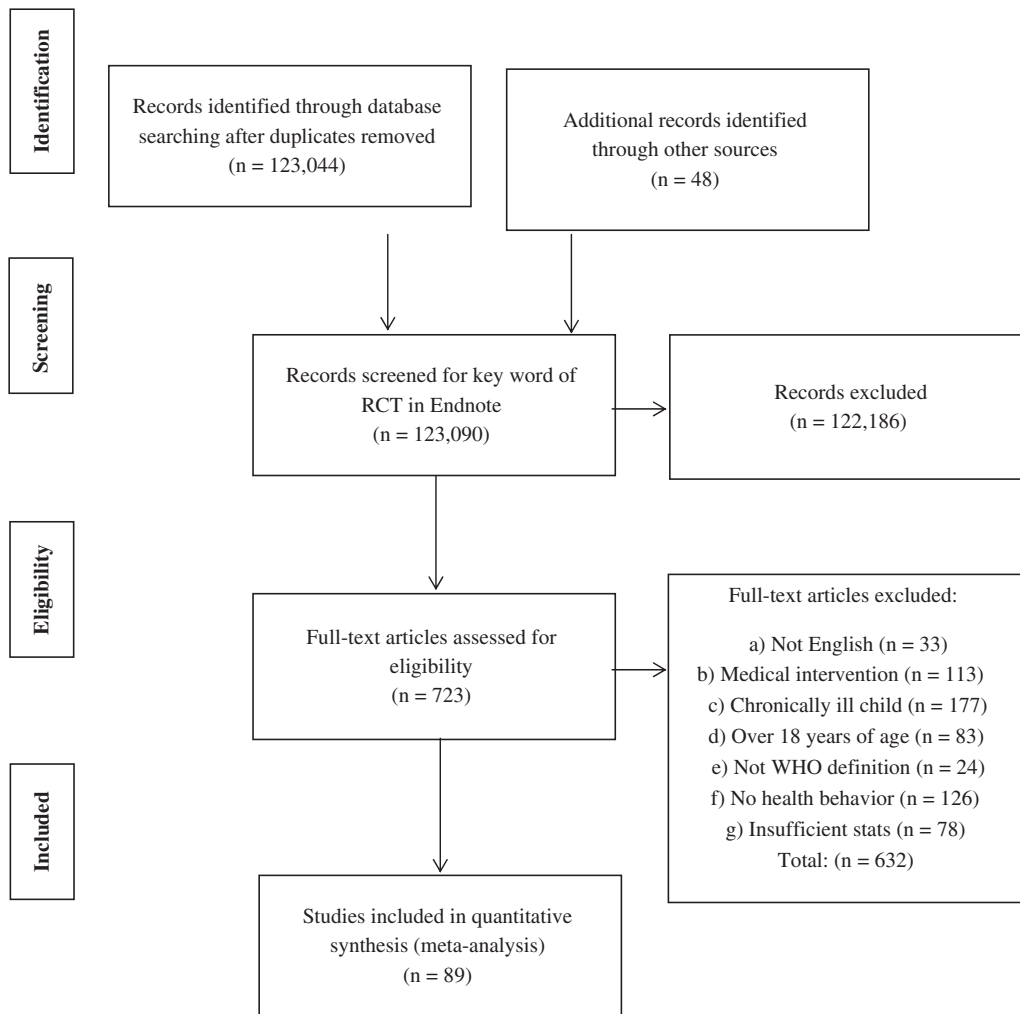 Identification
Records identified through database
searching after duplicates removed
(n = 123,044)
Additional records identified
through other sources
(n = 48)
Screening
Records screened for key word of
RCT in Endnote
(n = 123,090)
Records excluded
(n = 122,186)
Eligibility
Full-text articles assessed for
eligibility
(n = 723)
Full-text articles excluded:
a) Not English (n = 33)
b) Medical intervention (n = 113)
c) Chronically ill child (n = 177)
d) Over 18 years of age (n = 83)
e) Not WHO definition (n = 24)
f) No health behavior (n = 126)
g) Insufficient stats (n = 78)
Total: (n = 632)
Included
Studies included in quantitative
synthesis (meta-analysis)
(n = 89)